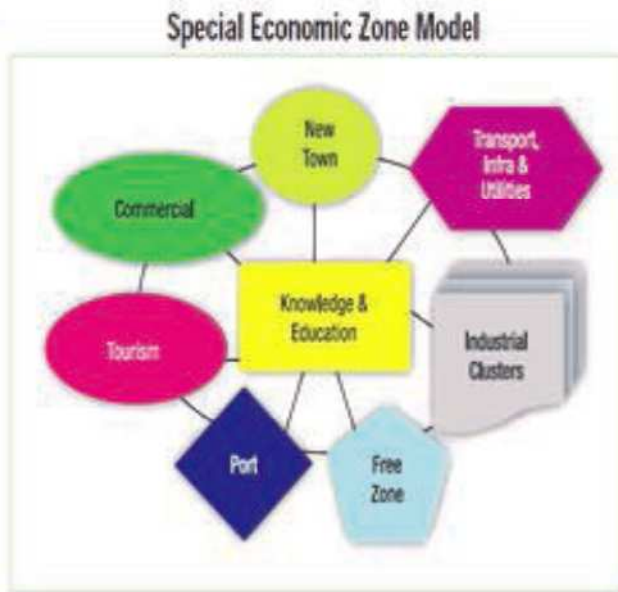 Special Economic Zone Model
New
Town
Transport,
Infra &
Utilities
Commercial
Knowledge &
Education
Industrial
Clusters
Tourism
Port
Free
Zone